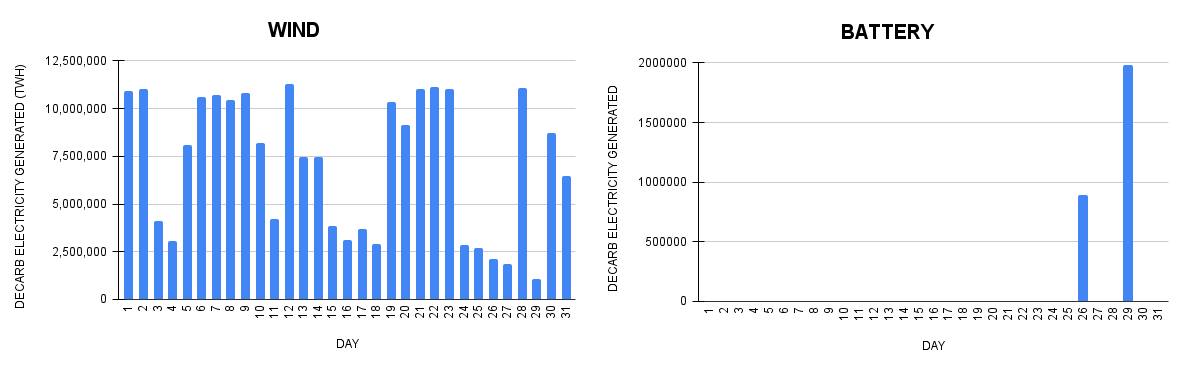 WIND
DECARB ELECTRICITY GENERATED (TWH)
12,500,000
10,000,000
7,500,000
5,000,000
2,500,000
0
1 2 3 4 5 6 7 8 9 10 11 12 13 14 15 16 17 18 19 20 21 22 23 24 25 26 27 28 29 30 31
DAY
BATTERY
DECARB ELECTRICITY GENERATED
2000000
1500000
1000000
500000
0
1 2 3 4 5 6 7 8 9 10 11 12 13 14 15 16 17 18 19 20 21 22 23 24 25 26 27 28 29 30 31
DAY